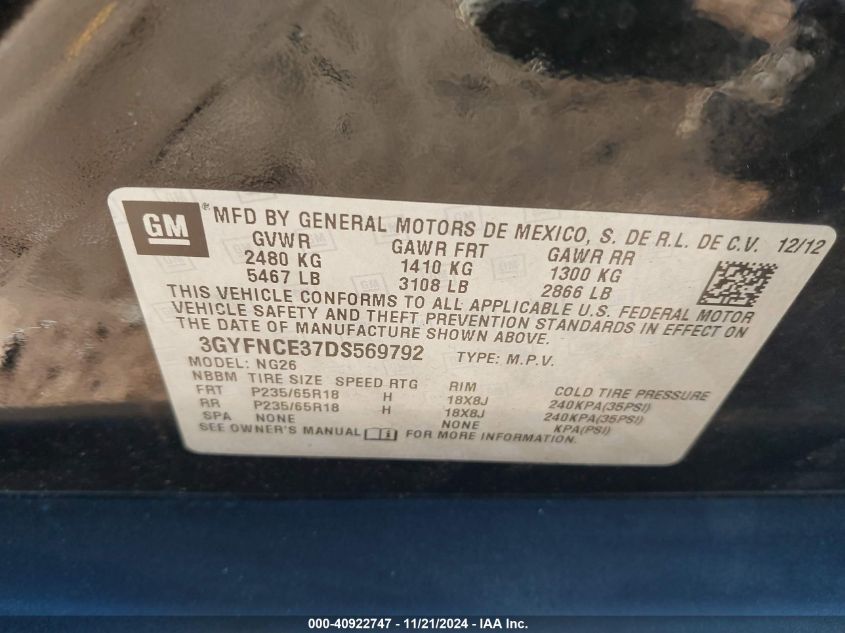 GM ® MFD BY GENERAL MOTORS DE MEXICO, S. DE R.L. DE C.V. 12/12
GVWR GAWR FRT GAWR RR
2480 KG 1410 KG 1300 KG
5467 LB 3108 LB 2866 LB
THIS VEHICLE CONFORMS TO ALL APPLICABLE U.S. FEDERAL MOTOR
VEHICLE SAFETY AND THEFT PREVENTION STANDARDS IN EFFECT ON
THE DATE OF MANUFACTURE SHOWN ABOVE.
3GYFNCE37DS569792 TYPE: M.P.V.
MODEL: NG26
NBBM TIRE SIZE SPEED RTG RIM COLD TIRE PRESSURE
FRT P235/65R18 H 18X8J 240KPA(35PSI)
RR P235/65R18 H 18X8J 240KPA(35PSI)
SPA NONE NONE KPA(PSI)
SEE OWNER'S MANUAL FOR MORE INFORMATION.
000-40922747 - 11/21/2024 - IAA Inc.